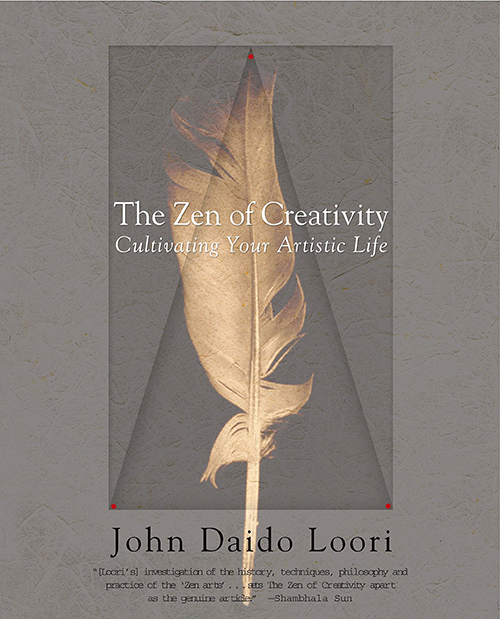 The Zen of Creativity
Cultivating Your Artistic Life
John Daido Loori
“[Loori’s] investigation of the history, techniques, philosophy and
practice of the ‘Zen arts’ . . . sets The Zen of Creativity apart
as the genuine article.” —Shambhala Sun